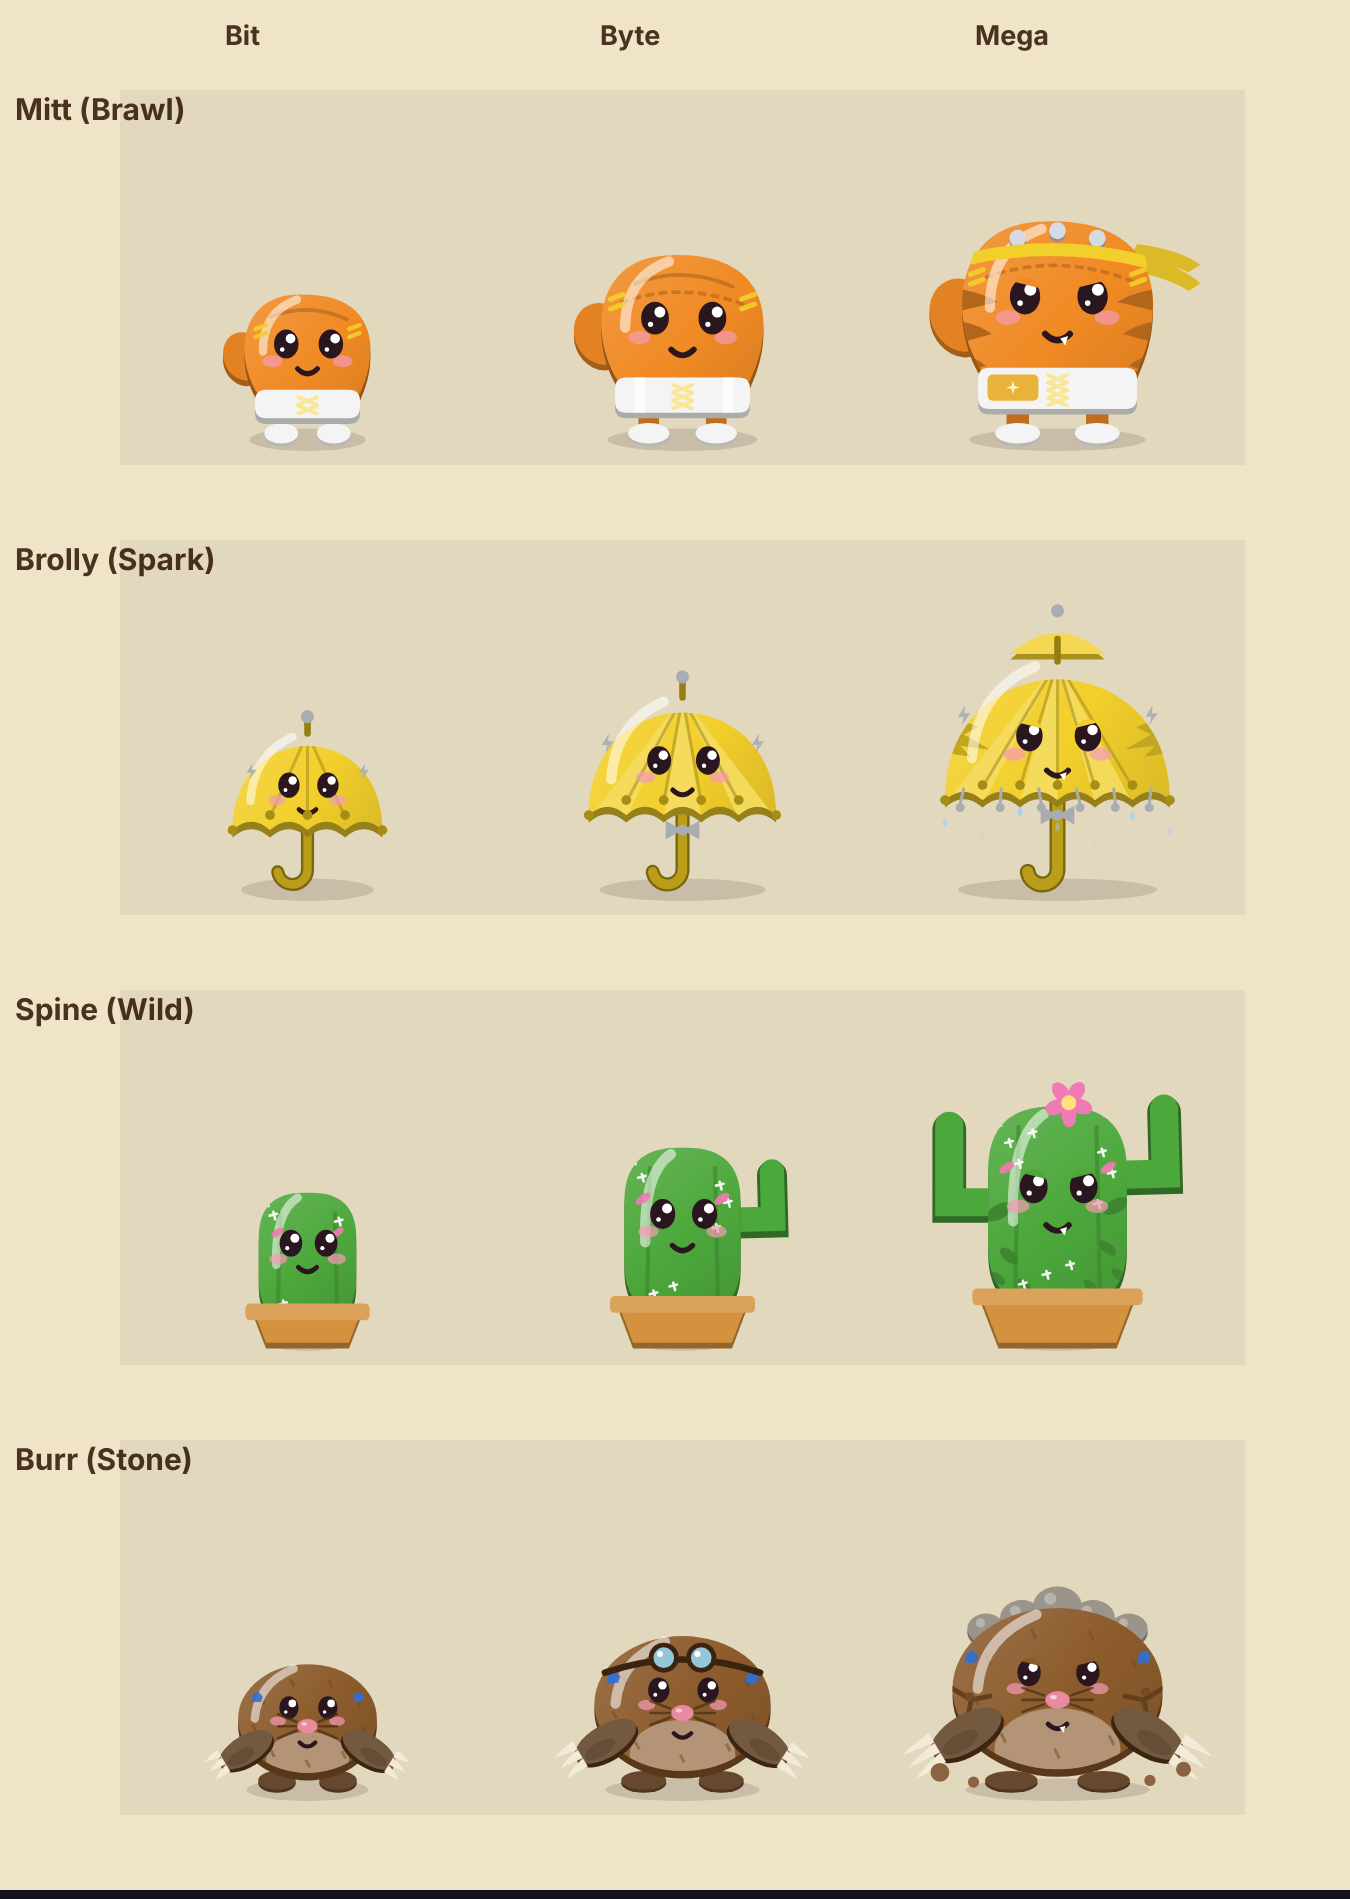 Bit Byte Mega
Mitt (Brawl)
Brolly (Spark)
Spine (Wild)
Burr (Stone)